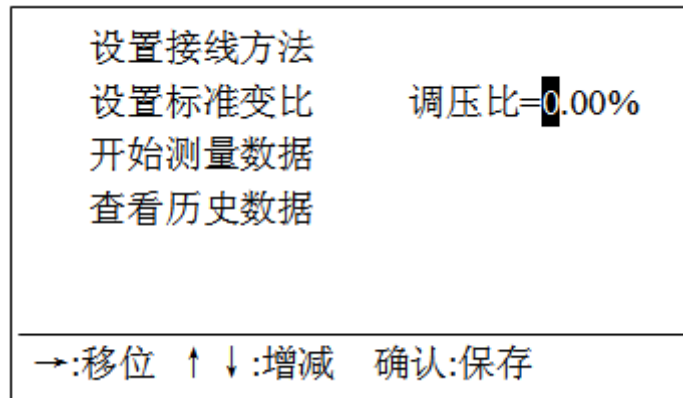 设置接线方法
设置标准变比 调压比=0.00%
开始测量数据
查看历史数据
→:移位 ↑↓:增减 确认:保存